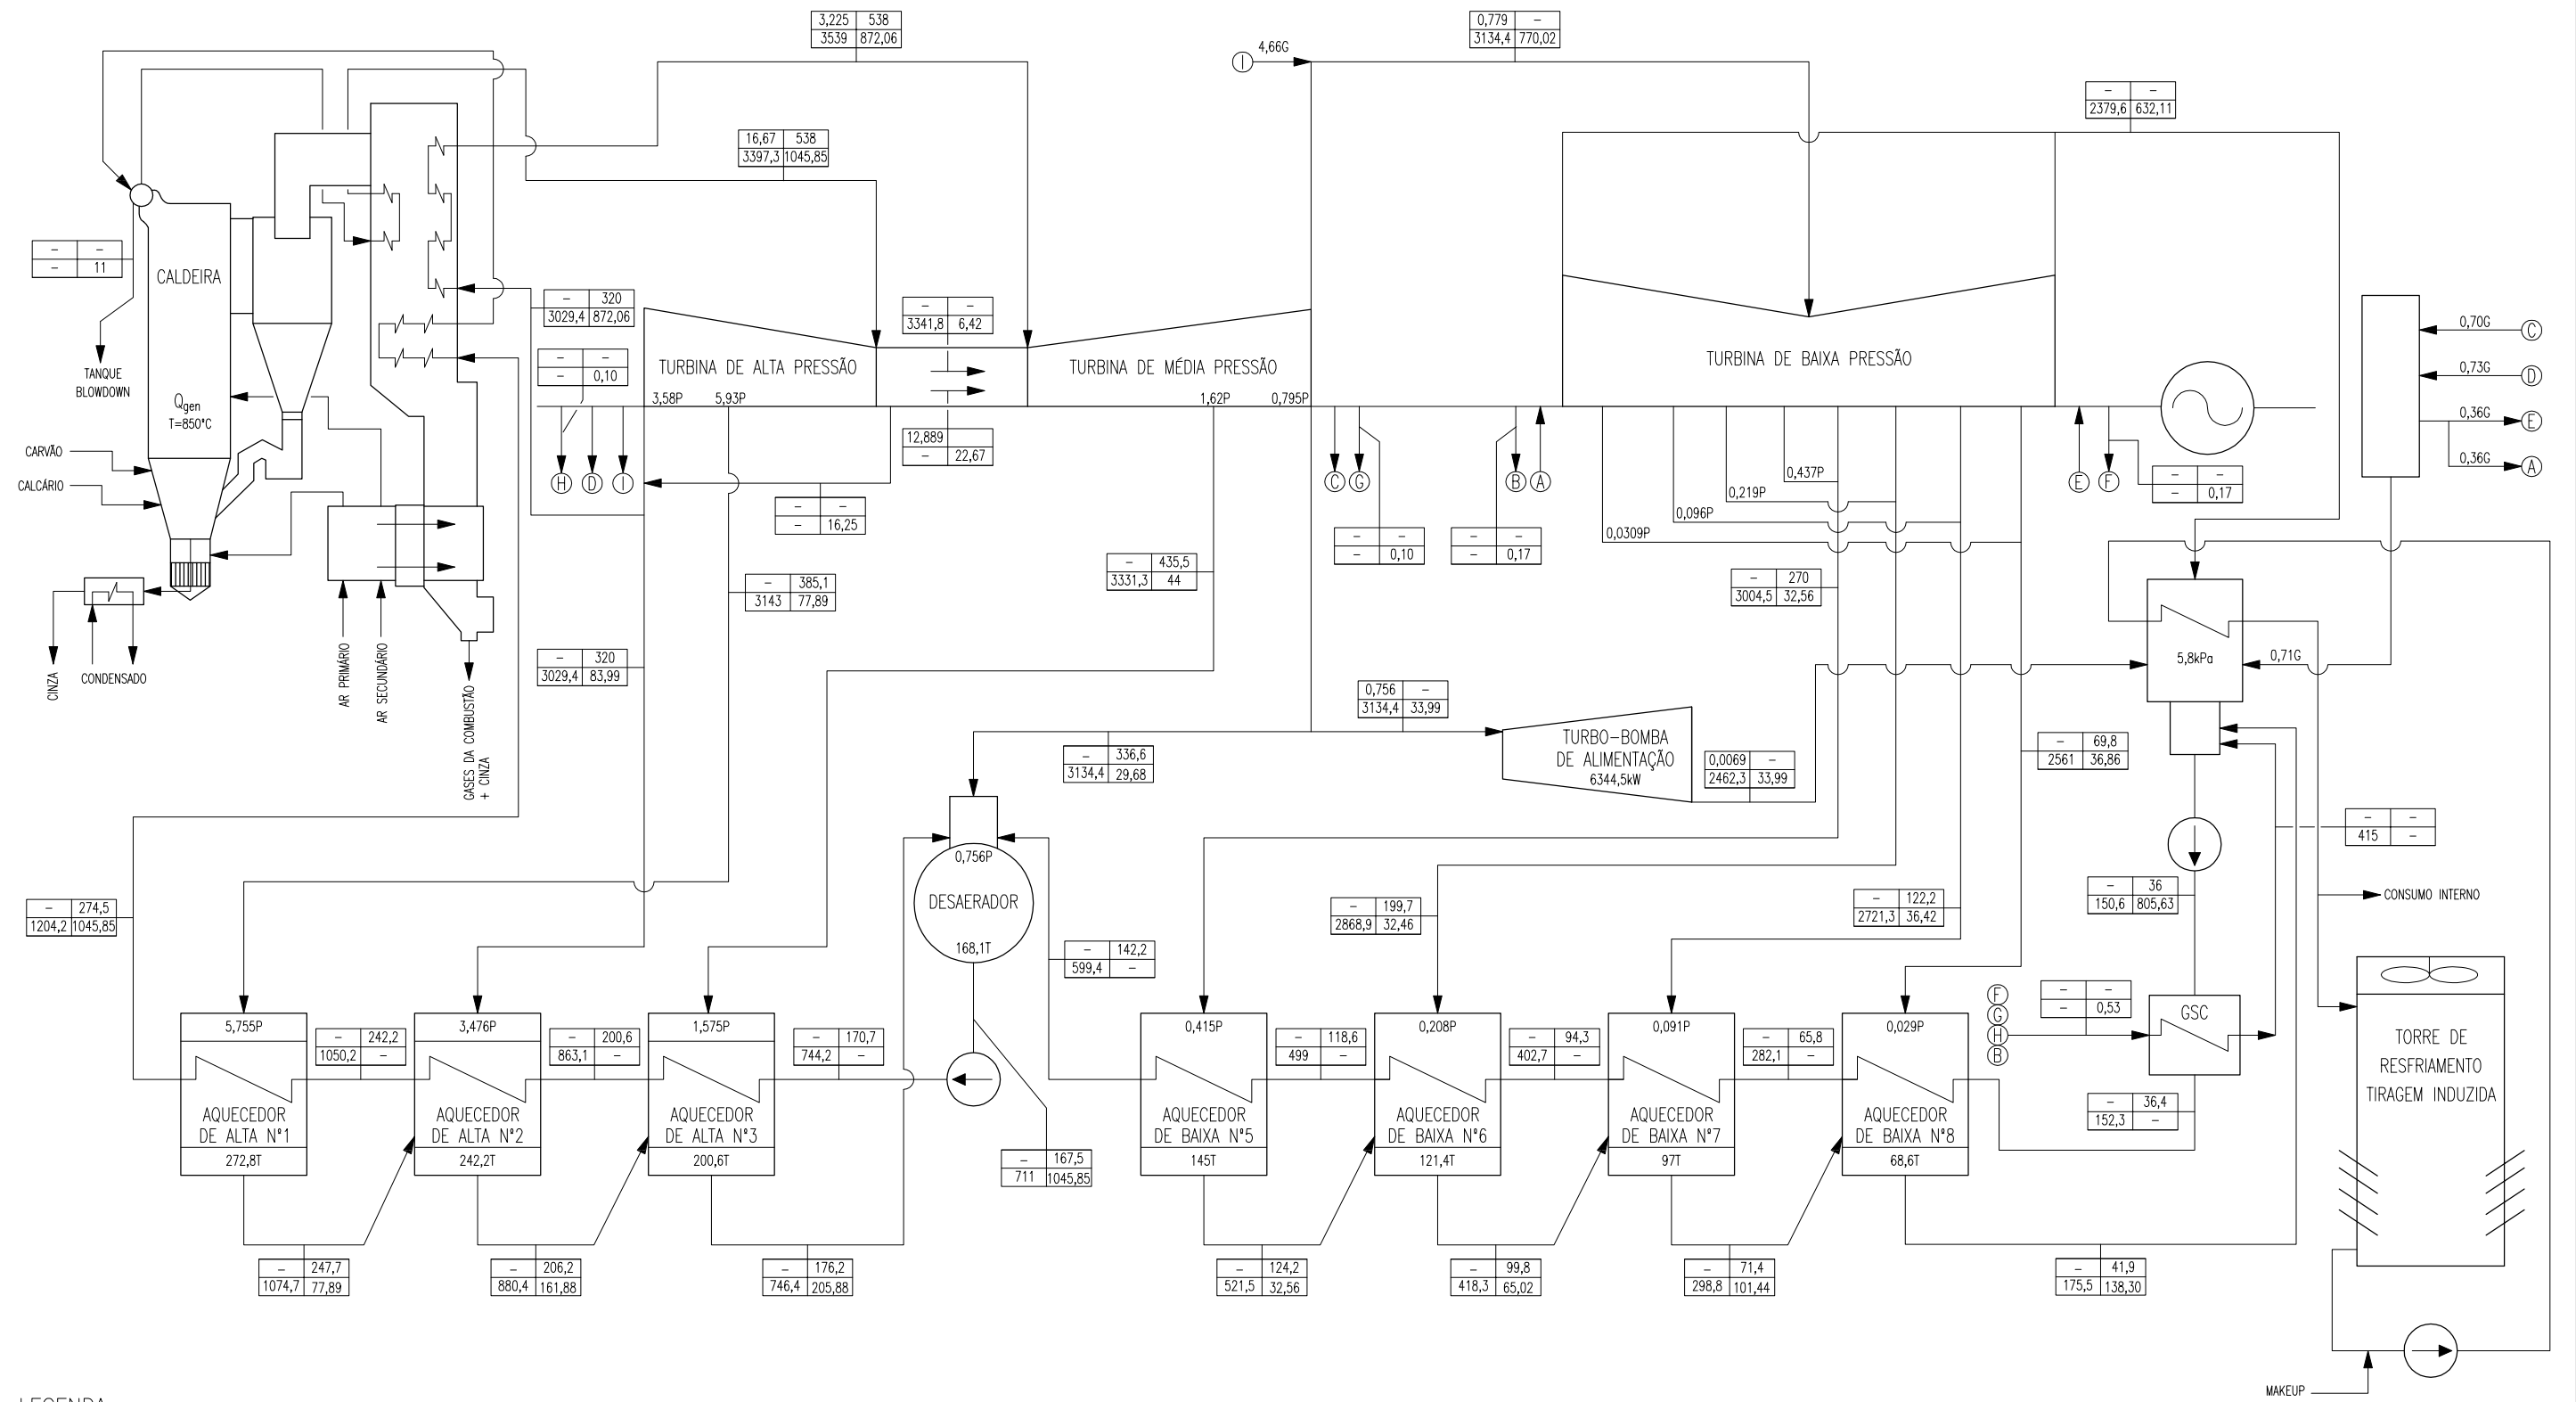 3,225 538
3539 872,06
0,779 –
3134,4 770,02
I 4,66G
– –
2379,6 632,11
16,67 538
3397,3 1045,85
– –
– 11
CALDEIRA
– 320
3029,4 872,06
– –
3341,8 6,42
– –
– 0,10
TURBINA DE ALTA PRESSÃO
TURBINA DE MÉDIA PRESSÃO
TURBINA DE BAIXA PRESSÃO
0,70G C
0,73G D
0,36G E
0,36G A
TANQUE
BLOWDOWN
Qgen
T=850°C
3,58P 5,93P
1,62P 0,795P
CARVÃO
CALCÁRIO
12,889
– 22,67
H D I
C G
B A
E F
0,437P
0,219P
0,096P
0,0309P
– –
– 0,17
– –
– 16,25
– –
– 0,10
– –
– 0,17
– 435,5
3331,3 44
– 385,1
3143 77,89
– 270
3004,5 32,56
CINZA
CONDENSADO
AR PRIMÁRIO
AR SECUNDÁRIO
GASES DA COMBUSTÃO
+ CINZA
– 320
3029,4 83,99
5,8kPa
0,71G
0,756 –
3134,4 33,99
– 336,6
3134,4 29,68
TURBO-BOMBA
DE ALIMENTAÇÃO
6344,5kW
0,0069 –
2462,3 33,99
– 69,8
2561 36,86
– –
415 –
0,756P
DESAERADOR
168,1T
– 274,5
1204,2 1045,85
– 142,2
599,4 –
– 199,7
2868,9 32,46
– 122,2
2721,3 36,42
– 36
150,6 805,63
CONSUMO INTERNO
F
G
H
B
– –
– 0,53
GSC
5,755P
– 242,2
1050,2 –
3,476P
– 200,6
863,1 –
1,575P
– 170,7
744,2 –
0,415P
– 118,6
499 –
0,208P
– 94,3
402,7 –
0,091P
– 65,8
282,1 –
0,029P
TORRE DE
RESFRIAMENTO
TIRAGEM INDUZIDA
– 36,4
152,3 –
AQUECEDOR
DE ALTA N°1
272,8T
AQUECEDOR
DE ALTA N°2
242,2T
AQUECEDOR
DE ALTA N°3
200,6T
– 167,5
711 1045,85
AQUECEDOR
DE BAIXA N°5
145T
AQUECEDOR
DE BAIXA N°6
121,4T
AQUECEDOR
DE BAIXA N°7
97T
AQUECEDOR
DE BAIXA N°8
68,6T
– 247,7
1074,7 77,89
– 206,2
880,4 161,88
– 176,2
746,4 205,88
– 124,2
521,5 32,56
– 99,8
418,3 65,02
– 71,4
298,8 101,44
– 41,9
175,5 138,30
MAKEUP
LEGENDA